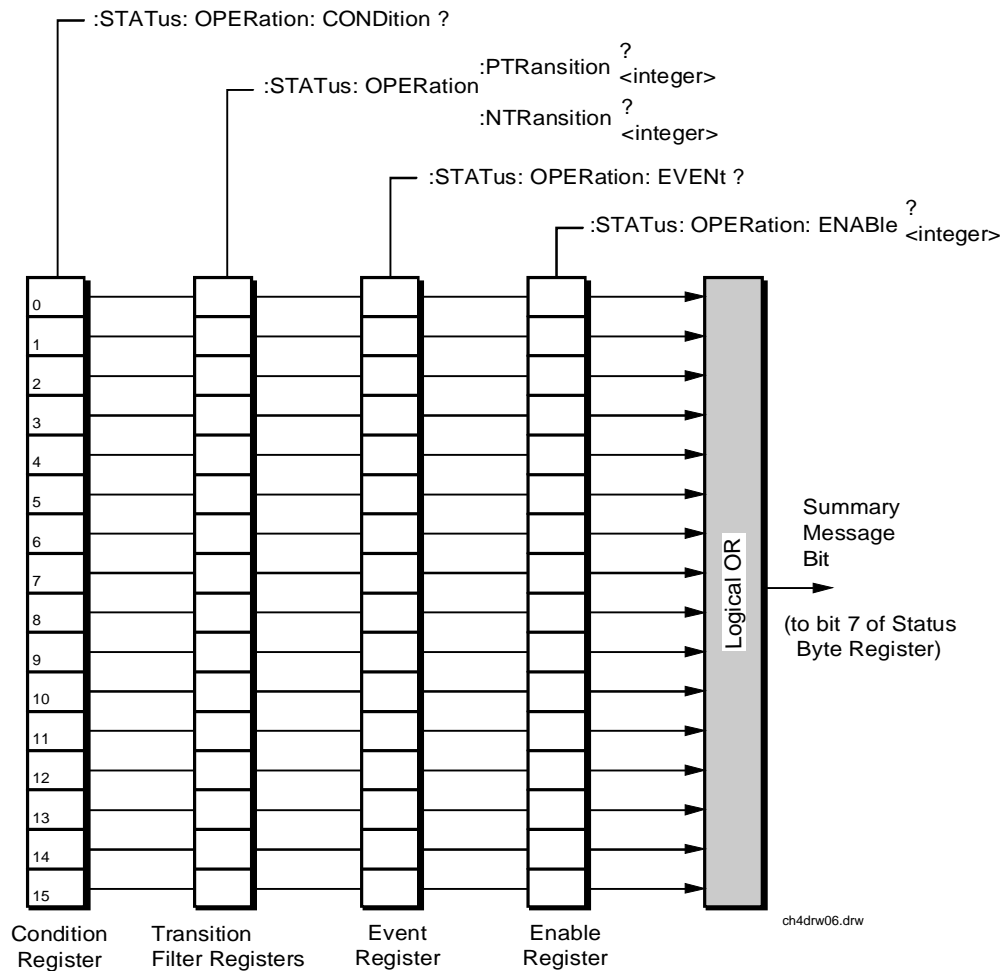 :STATus: OPERation: CONDition ?
:STATus: OPERation
:PTRansition ?
<integer>
:NTRansition ?
<integer>
:STATus: OPERation: EVENt ?
:STATus: OPERation: ENABle ?
<integer>
0
1
2
3
4
5
6
7
8
9
10
11
12
13
14
15
Logical OR
Summary
Message
Bit
(to bit 7 of Status
Byte Register)
ch4drw06.drw
Condition
Register
Transition
Filter Registers
Event
Register
Enable
Register